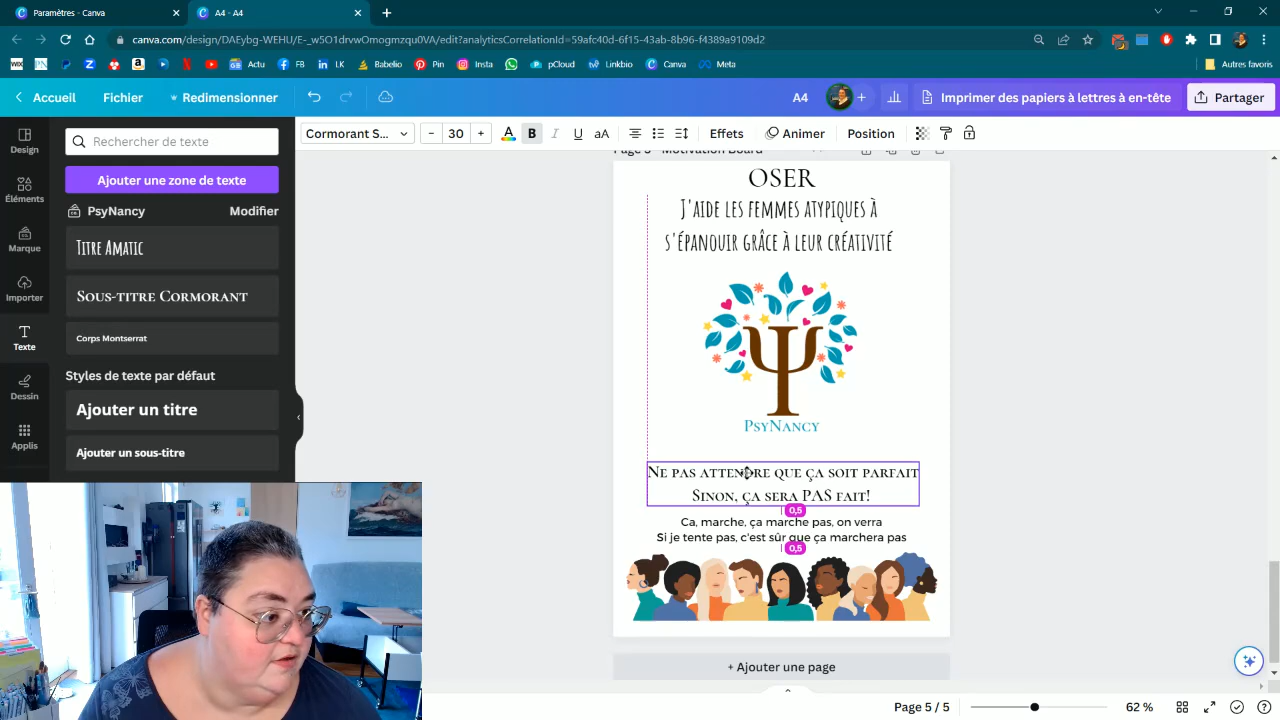 Paramètres - Canva
A4 - A4
canva.com/design/DAEybg-WEHU/E-_w5O1drvwOmogmzqu0VA/edit?analyticsCorrelationId=59afc40d-6f15-43ab-8b96-f4389a9109d2
Actu
FB
LK
Babelio
Pin
Insta
pCloud
Linkbio
Canva
Meta
Autres favoris
Accueil
Fichier
Redimensionner
A4
Imprimer des papiers à lettres à en-tête
Partager
Cormorant S...
30
B
I
U
aA
Effets
Animer
Position
Design
Éléments
Marque
Importer
Texte
Dessin
Applis
Rechercher de texte
Ajouter une zone de texte
PsyNancy
Modifier
Titre Amatic
Sous-titre Cormorant
Corps Montserrat
Styles de texte par défaut
Ajouter un titre
Ajouter un sous-titre
Page 5 - Motivation Board
OSER
J'aide les femmes atypiques à
s'épanouir grâce à leur créativité
PsyNancy
Ne pas attendre que ça soit parfait
Sinon, ça sera PAS fait!
0,5
Ca, marche, ça marche pas, on verra
Si je tente pas, c'est sûr que ça marchera pas
0,5
+ Ajouter une page
Page 5 / 5
62 %